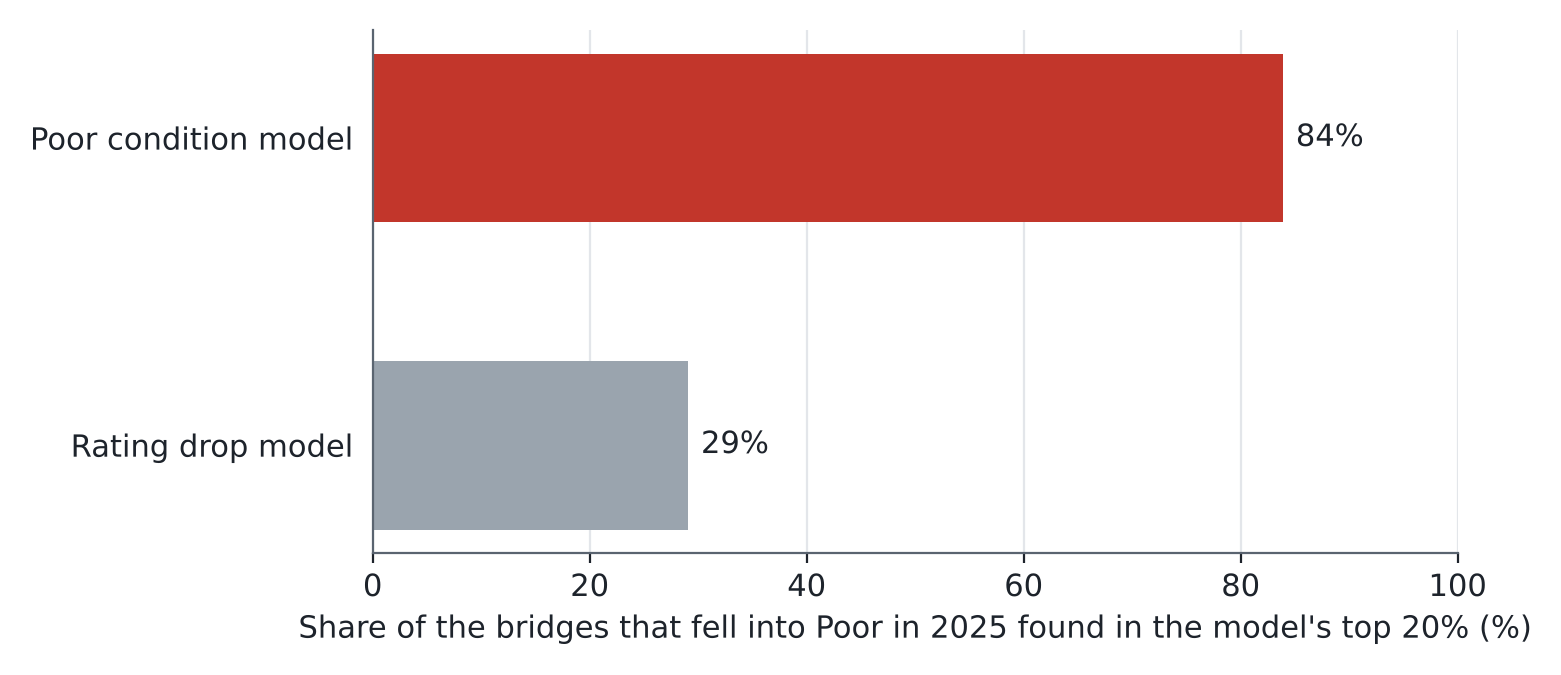 Poor condition model
84%
Rating drop model
29%
0 20 40 60 80 100
Share of the bridges that fell into Poor in 2025 found in the model's top 20% (%)